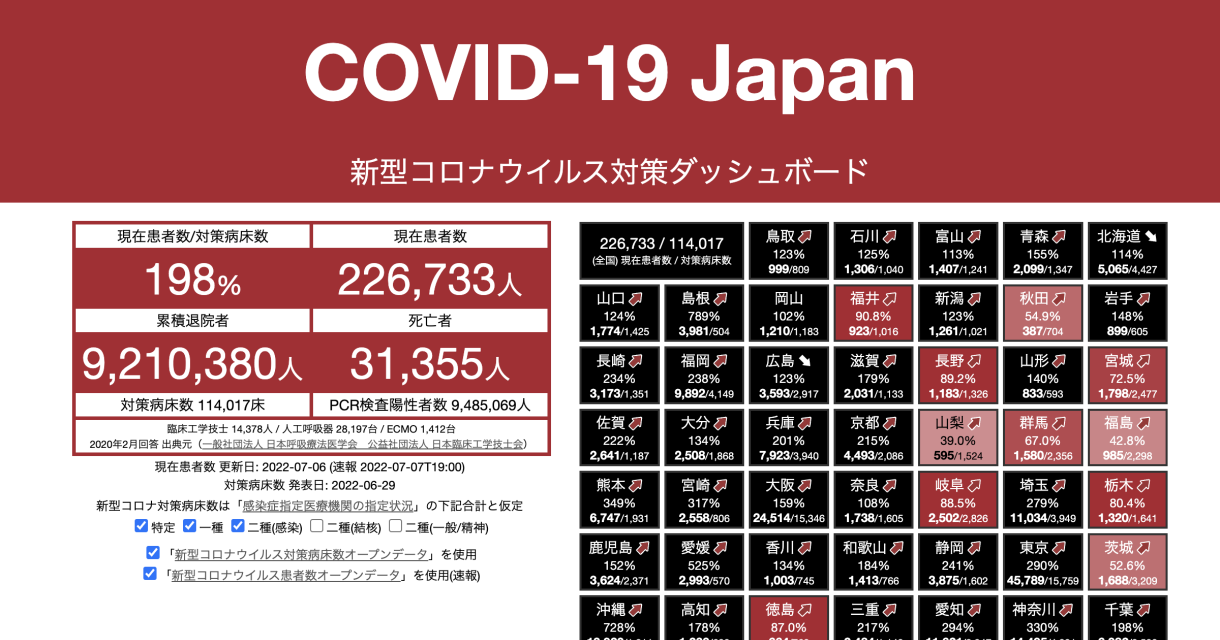 COVID-19 Japan
新型コロナウイルス対策ダッシュボード
現在患者数/対策病床数
現在患者数
198%
226,733人
累積退院者
死亡者
9,210,380人
31,355人
対策病床数 114,017床
PCR検査陽性者数 9,485,069人
臨床工学技士 14,378人 / 人工呼吸器 28,197台 / ECMO 1,412台
2020年2月回答 出典元（一般社団法人 日本呼吸療法医学会　公益社団法人 日本臨床工学技士会）
現在患者数 更新日: 2022-07-06 (速報 2022-07-07T19:00)
対策病床数 発表日: 2022-06-29
新型コロナ対策病床数は「感染症指定医療機関の指定状況」の下記合計と仮定
特定 一種 二種(感染) 二種(結核) 二種(一般/精神)
「新型コロナウイルス対策病床数オープンデータ」を使用
「新型コロナウイルス患者数オープンデータ」を使用(速報)
226,733 / 114,017
(全国) 現在患者数 / 対策病床数
鳥取
123%
999/809
石川
125%
1,306/1,040
富山
113%
1,407/1,241
青森
155%
2,099/1,347
北海道
114%
5,065/4,427
山口
124%
1,774/1,425
島根
789%
3,981/504
岡山
102%
1,210/1,183
福井
90.8%
923/1,016
新潟
123%
1,261/1,021
秋田
54.9%
387/704
岩手
148%
899/605
長崎
234%
3,173/1,351
福岡
238%
9,892/4,149
広島
123%
3,593/2,917
滋賀
179%
2,031/1,133
長野
89.2%
1,183/1,326
山形
140%
833/593
宮城
72.5%
1,798/2,477
佐賀
222%
2,641/1,187
大分
134%
2,508/1,868
兵庫
201%
7,923/3,940
京都
215%
4,493/2,086
山梨
39.0%
595/1,524
群馬
67.0%
1,580/2,356
福島
42.8%
985/2,298
熊本
349%
6,747/1,931
宮崎
317%
2,558/806
大阪
159%
24,514/15,346
奈良
108%
1,738/1,605
岐阜
88.5%
2,502/2,826
埼玉
279%
11,034/3,949
栃木
80.4%
1,320/1,641
鹿児島
152%
3,624/2,371
愛媛
525%
2,993/570
香川
134%
1,003/745
和歌山
184%
1,413/766
静岡
241%
3,875/1,602
東京
290%
45,789/15,759
茨城
52.6%
1,688/3,209
沖縄
728%
高知
178%
徳島
87.0%
三重
217%
愛知
294%
神奈川
330%
千葉
198%